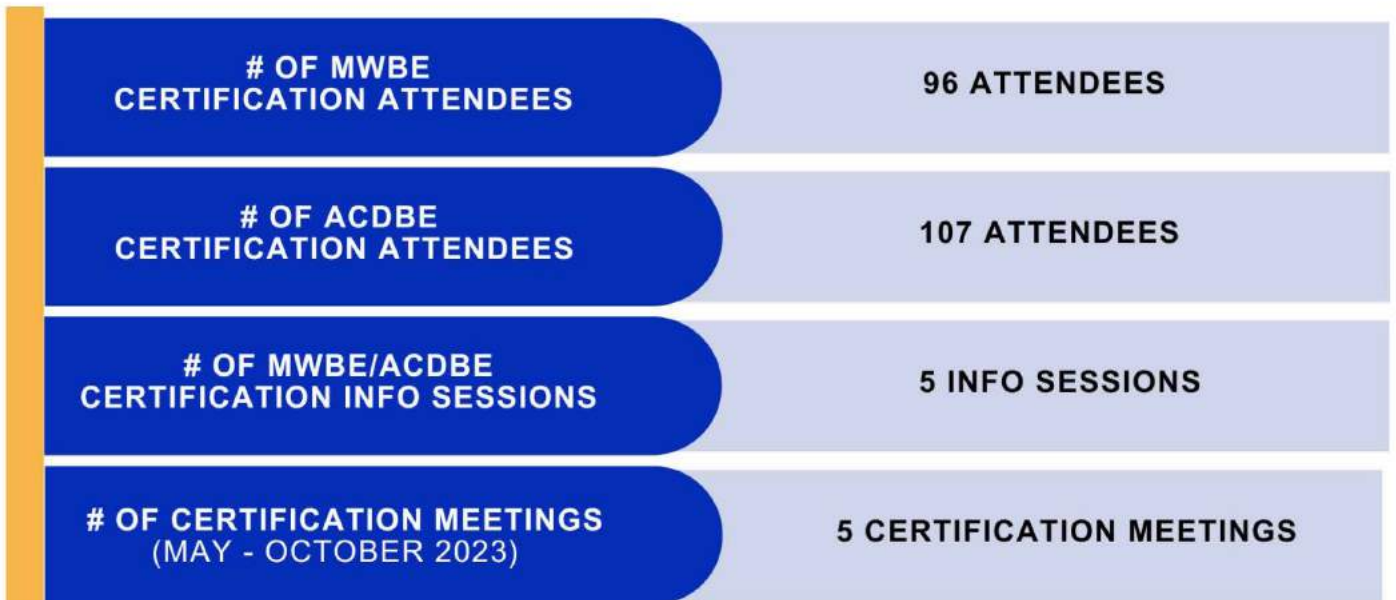 # OF MWBE
CERTIFICATION ATTENDEES
96 ATTENDEES
# OF ACDBE
CERTIFICATION ATTENDEES
107 ATTENDEES
# OF MWBE/ACDBE
CERTIFICATION INFO SESSIONS
5 INFO SESSIONS
# OF CERTIFICATION MEETINGS
(MAY - OCTOBER 2023)
5 CERTIFICATION MEETINGS